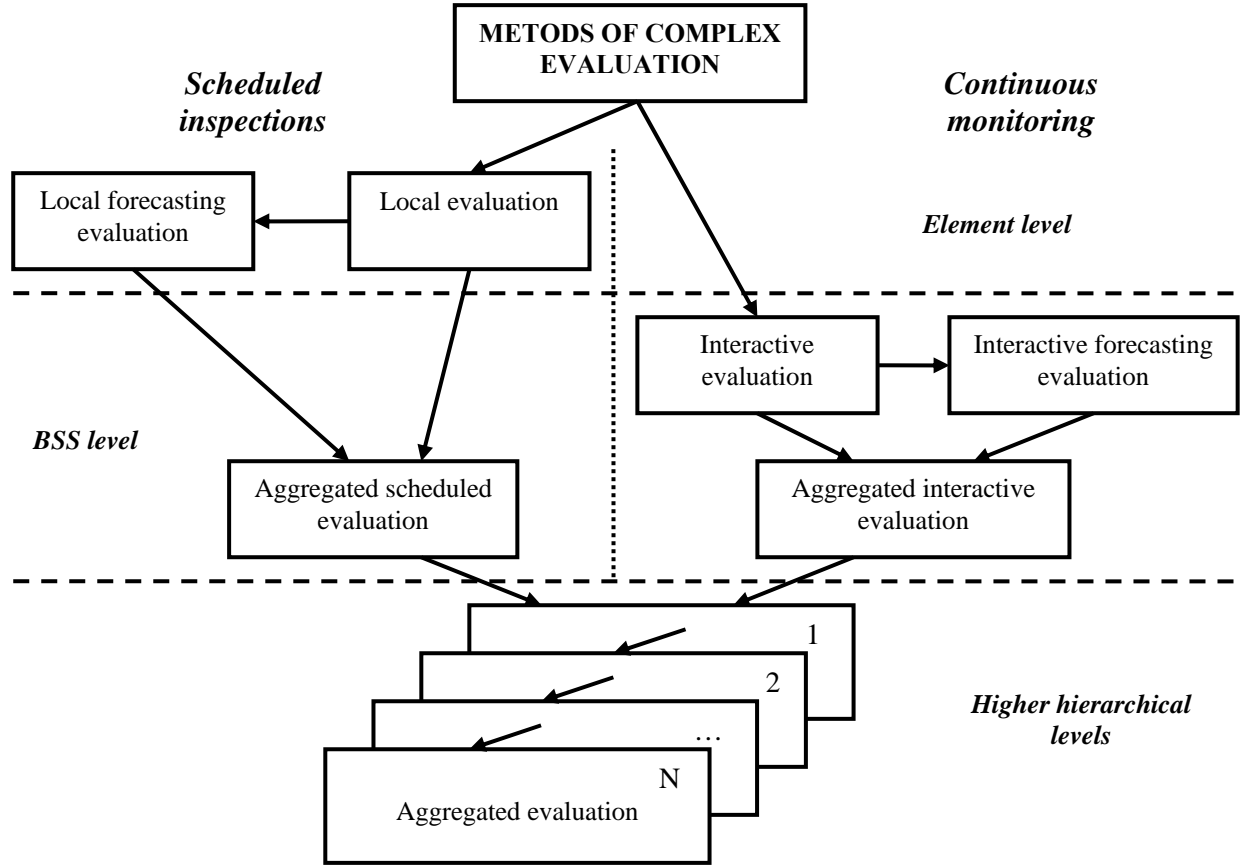 METODS OF COMPLEX
EVALUATION
Scheduled
inspections
Continuous
monitoring
Local forecasting
evaluation
Local evaluation
Element level
Interactive
evaluation
Interactive forecasting
evaluation
BSS level
Aggregated scheduled
evaluation
Aggregated interactive
evaluation
1
2
…
N
Aggregated evaluation
Higher hierarchical
levels